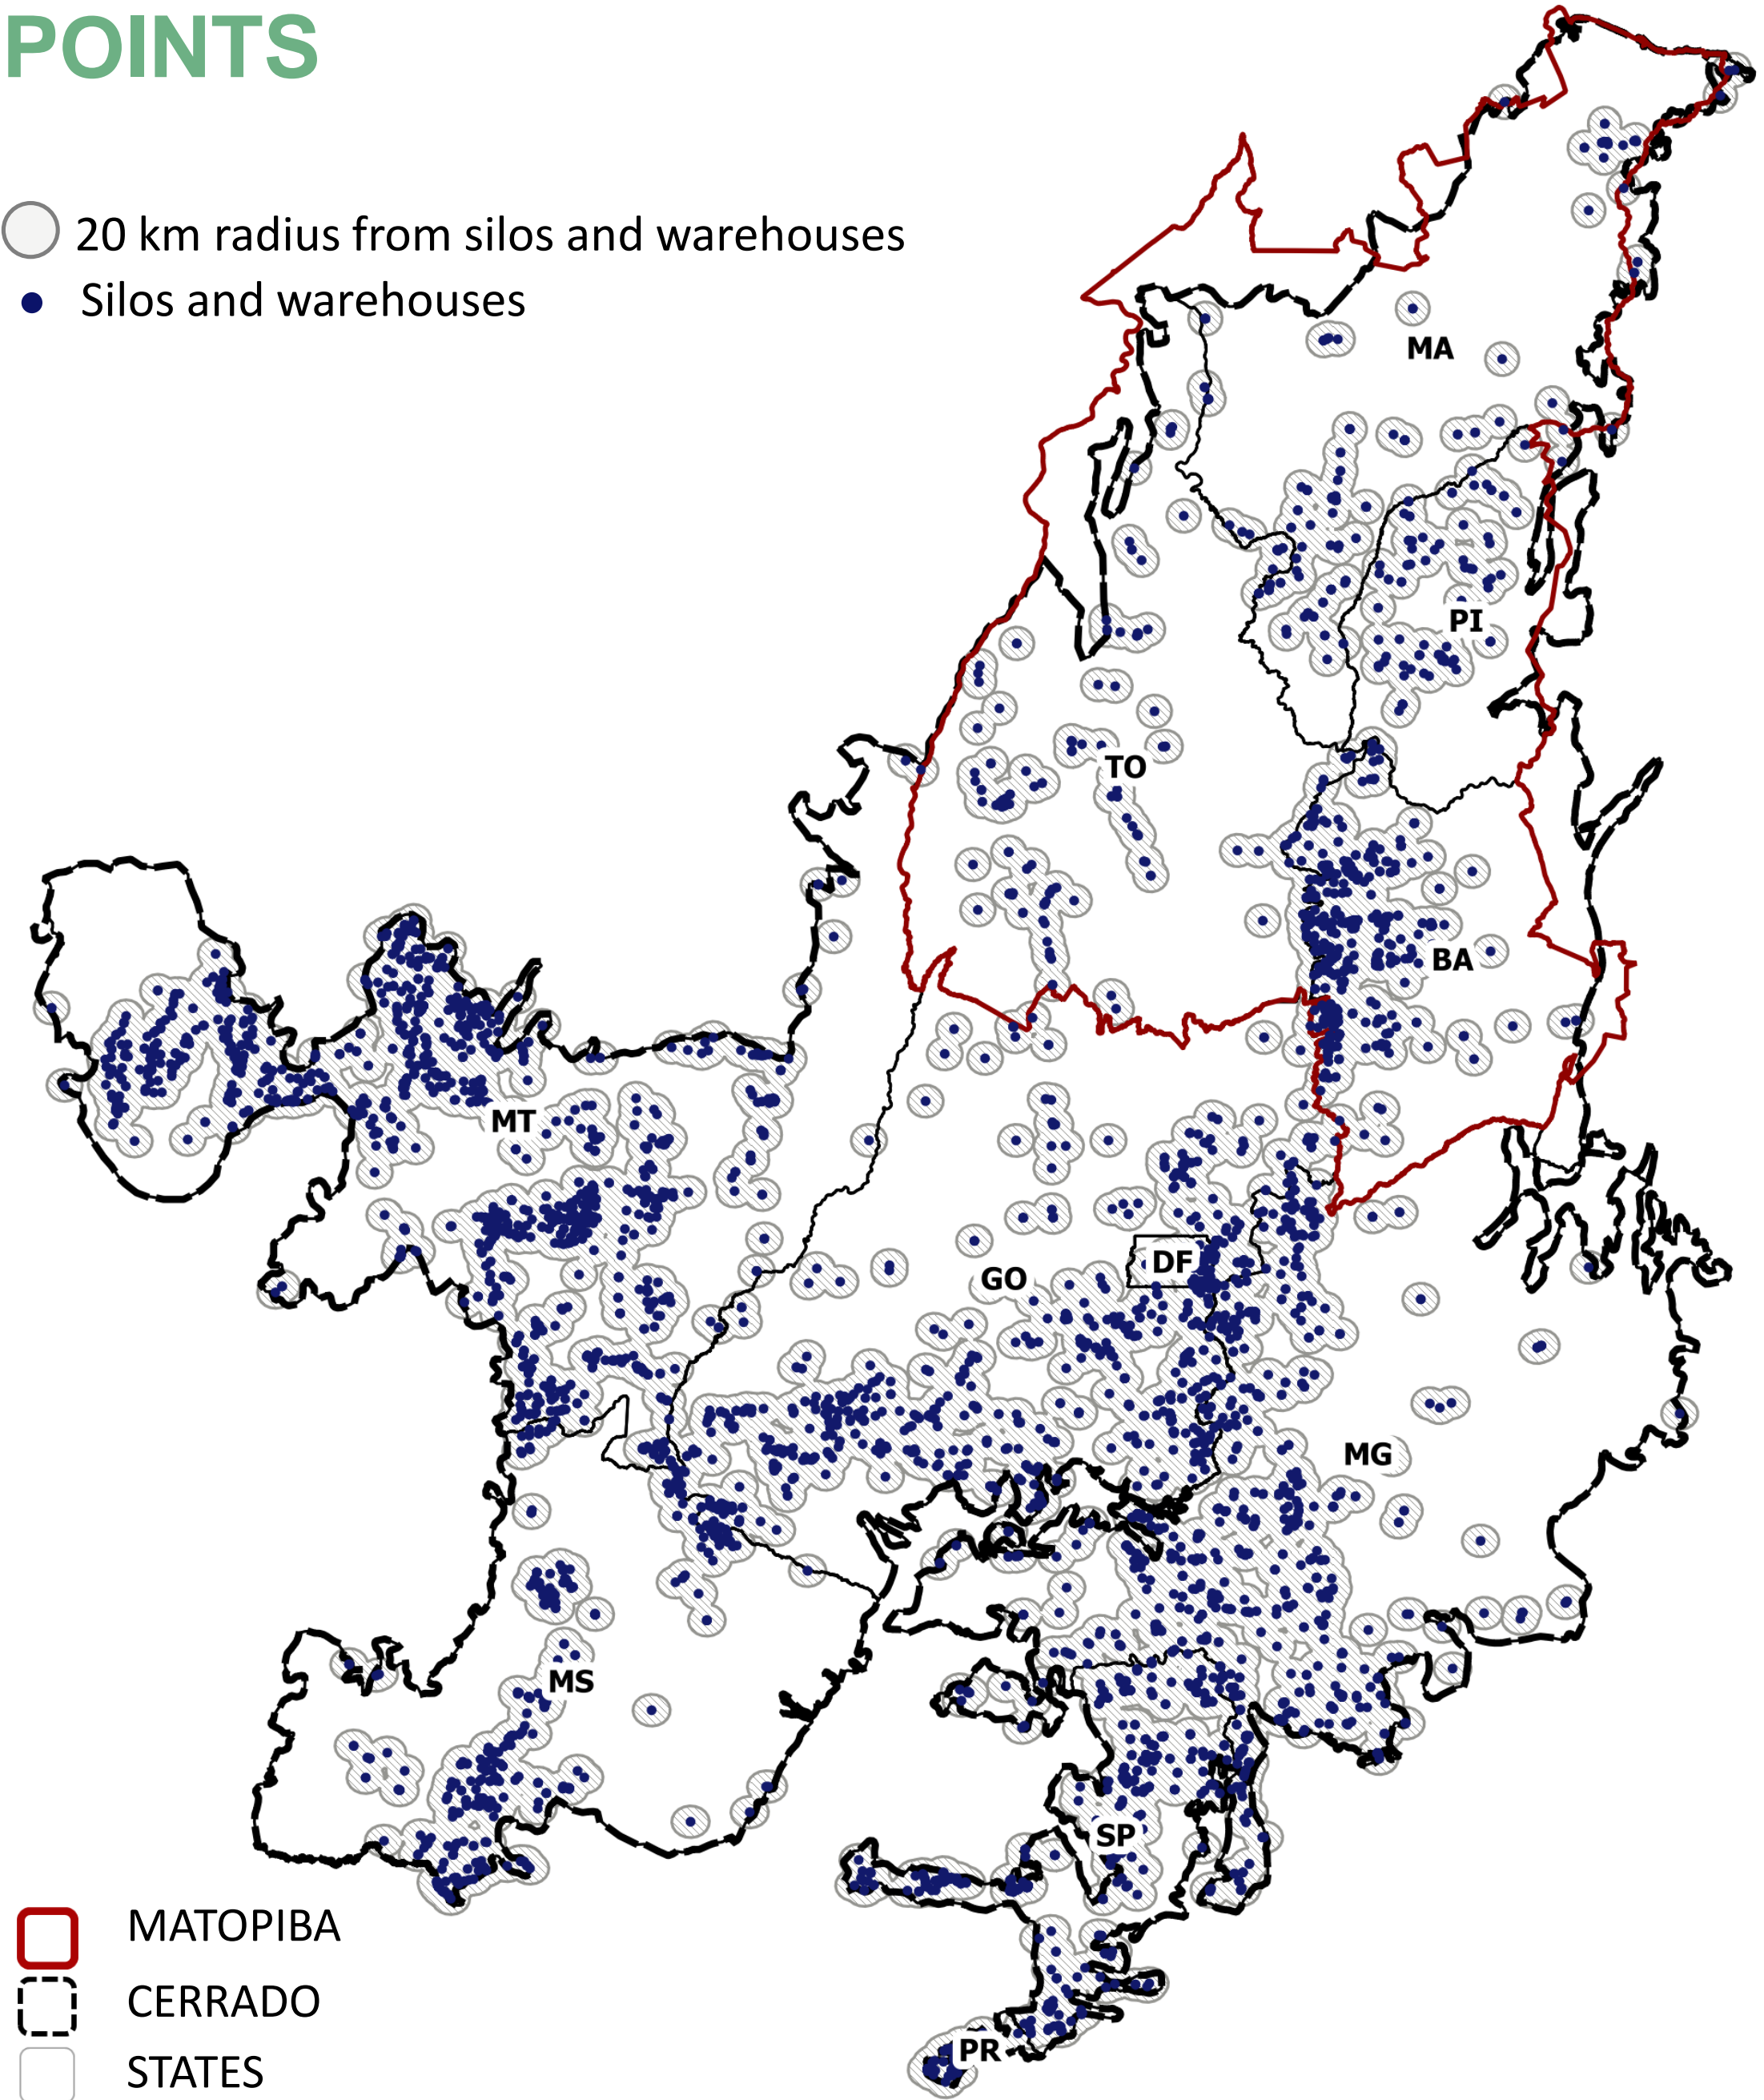 POINTS
20 km radius from silos and warehouses
Silos and warehouses
MA
PI
TO
BA
MT
DF
GO
MG
MS
SP
MATOPIBA
CERRADO
PR
STATES